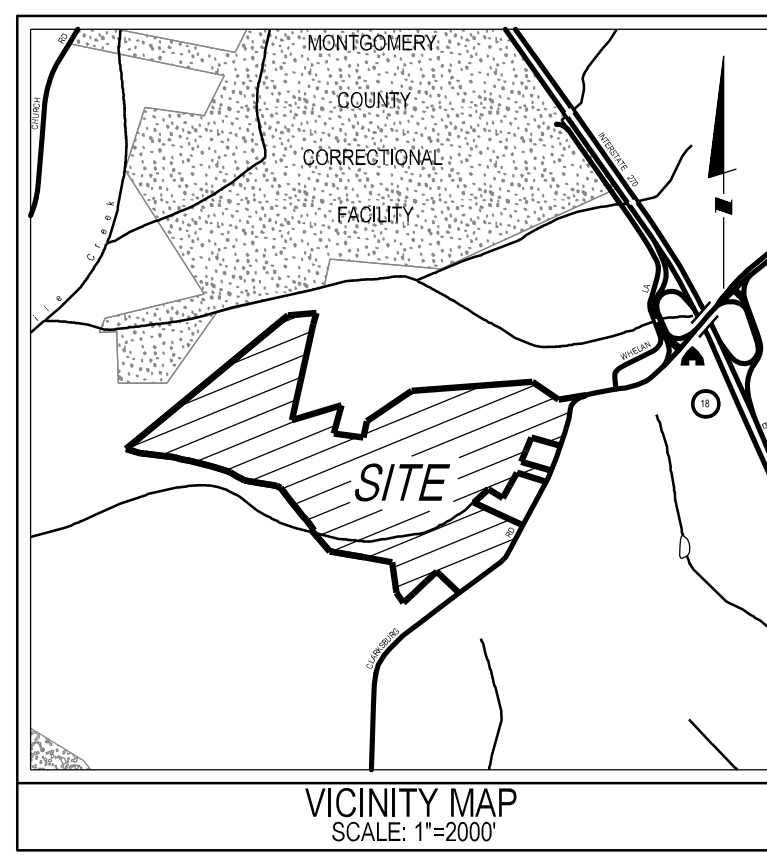 MONTGOMERY
COUNTY
CORRECTIONAL
FACILITY
CHURCH
RD
INTERSTATE 270
ile Creek
LA
WHELAN
18
SITE
RD
CLARKSBURG
VICINITY MAP
SCALE: 1"=2000'